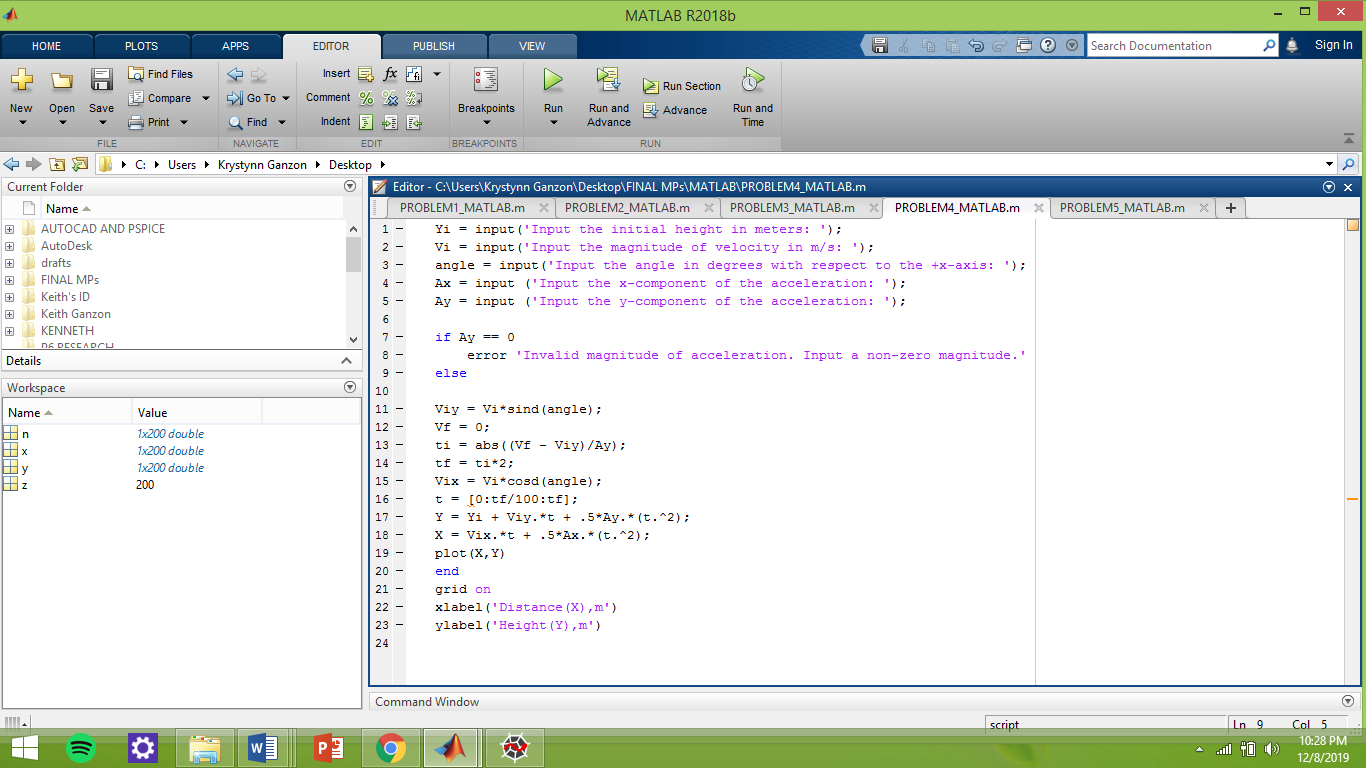 MATLAB R2018b
HOME PLOTS APPS EDITOR PUBLISH VIEW
Search Documentation
Sign In
New Open Save Find Files Compare Print
FILE
Go To Find
NAVIGATE
Insert fx
Comment
Indent
EDIT
Breakpoints
BREAKPOINTS
Run Run and Advance Run Section Advance Run and Time
RUN
C: Users Krystynn Ganzon Desktop
Current Folder
Name
AUTOCAD AND PSPICE
AutoDesk
drafts
FINAL MPs
Keith's ID
Keith Ganzon
KENNETH
Details
Workspace
Name Value
n 1x200 double
x 1x200 double
y 1x200 double
z 200
Editor - C:\Users\Krystynn Ganzon\Desktop\FINAL MPs\MATLAB\PROBLEM4_MATLAB.m
PROBLEM1_MATLAB.m PROBLEM2_MATLAB.m PROBLEM3_MATLAB.m PROBLEM4_MATLAB.m PROBLEM5_MATLAB.m +
1 – Yi = input('Input the initial height in meters: ');
2 – Vi = input('Input the magnitude of velocity in m/s: ');
3 – angle = input('Input the angle in degrees with respect to the +x-axis: ');
4 – Ax = input ('Input the x-component of the acceleration: ');
5 – Ay = input ('Input the y-component of the acceleration: ');
6
7 – if Ay == 0
8 – error 'Invalid magnitude of acceleration. Input a non-zero magnitude.'
9 – else
10
11 – Viy = Vi*sind(angle);
12 – Vf = 0;
13 – ti = abs((Vf - Viy)/Ay);
14 – tf = ti*2;
15 – Vix = Vi*cosd(angle);
16 – t = [0:tf/100:tf];
17 – Y = Yi + Viy.*t + .5*Ay.*(t.^2);
18 – X = Vix.*t + .5*Ax.*(t.^2);
19 – plot(X,Y)
20 – end
21 – grid on
22 – xlabel('Distance(X),m')
23 – ylabel('Height(Y),m')
24
Command Window
script
Ln 9 Col 5
10:28 PM
12/8/2019